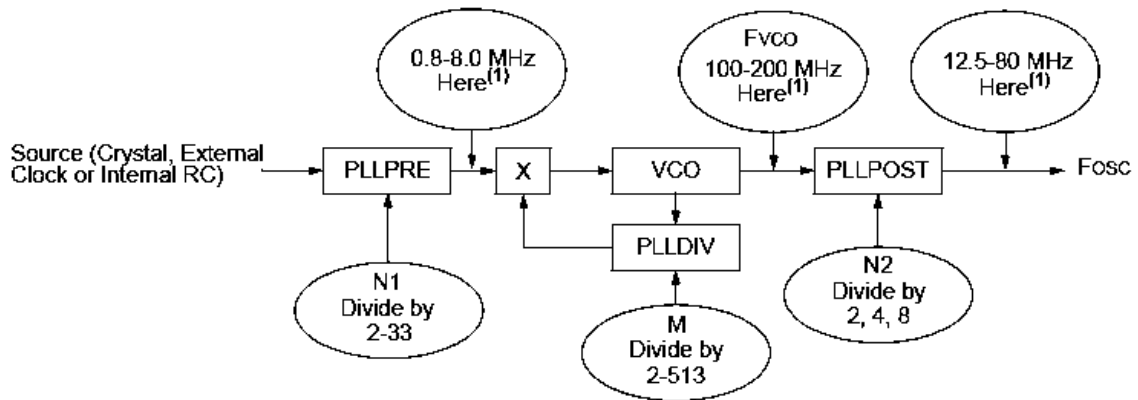 0.8-8.0 MHz
Here(1)
FVCO
100-200 MHz
Here(1)
12.5-80 MHz
Here(1)
Source (Crystal, External
Clock or Internal RC)
PLLPRE
X
VCO
PLLPOST
FOSC
PLLDIV
N1
Divide by
2-33
M
Divide by
2-513
N2
Divide by
2, 4, 8